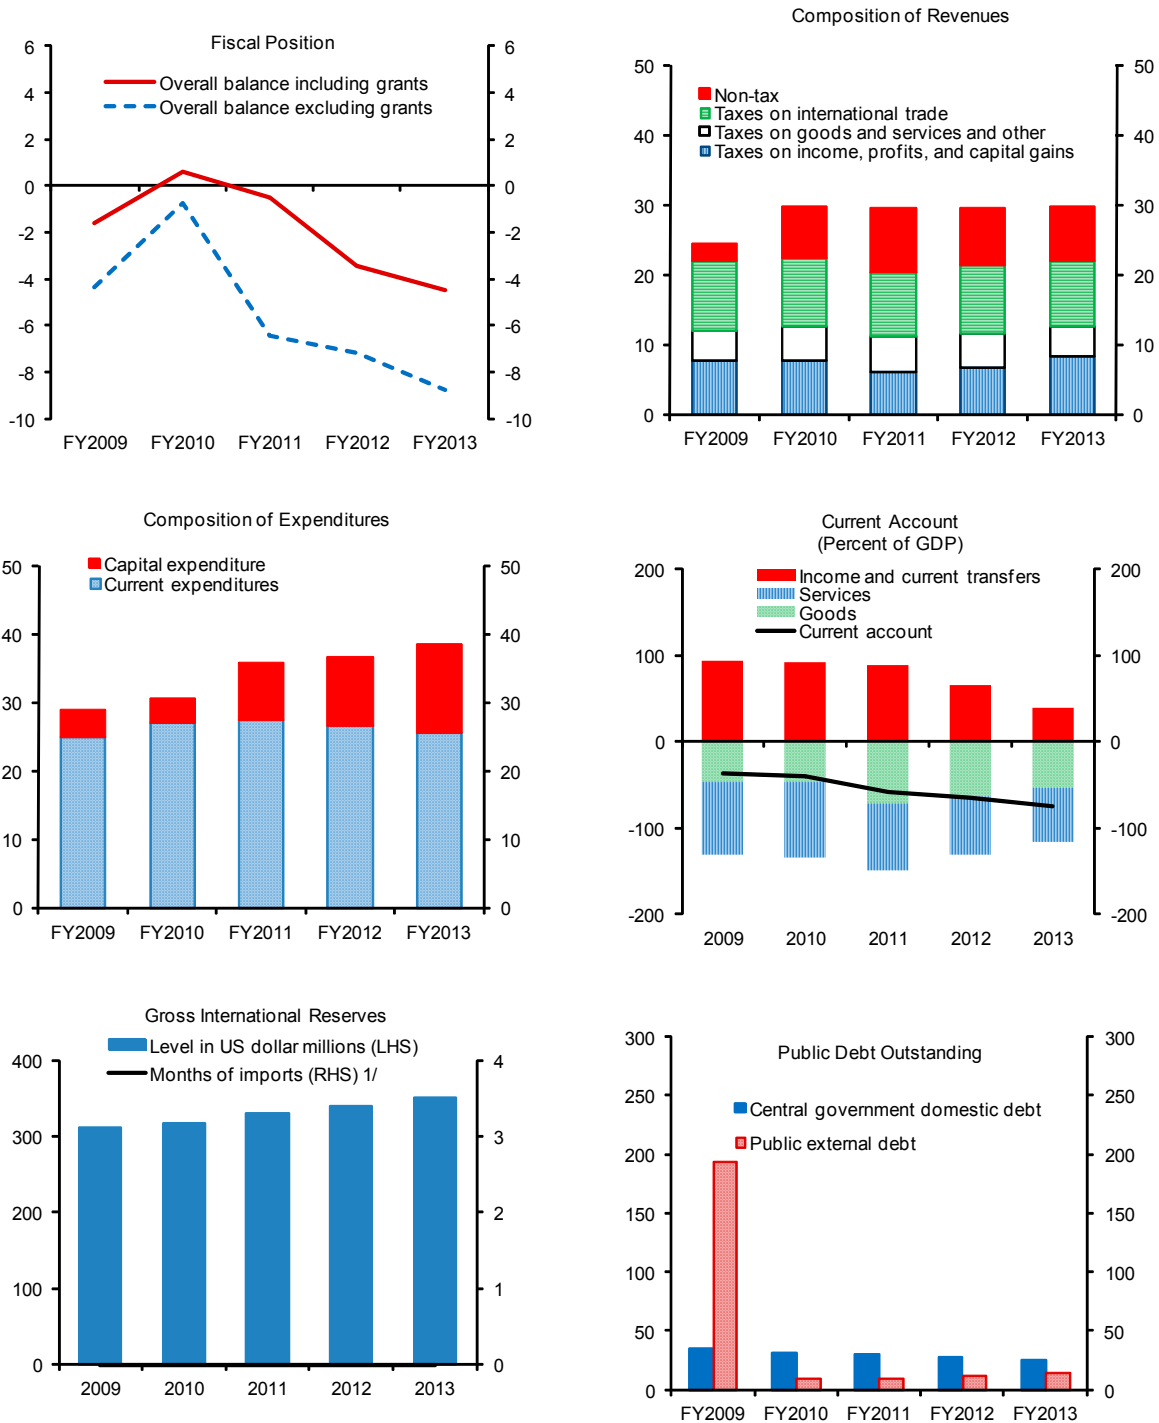 Fiscal Position
6 6
Overall balance including grants
4 4
Overall balance excluding grants
2 2
0 0
-2 -2
-4 -4
-6 -6
-8 -8
-10 -10
FY2009 FY2010 FY2011 FY2012 FY2013
Composition of Revenues
50 50
Non-tax
Taxes on international trade
40 40
Taxes on goods and services and other
Taxes on income, profits, and capital gains
30 30
20 20
10 10
0 0
FY2009 FY2010 FY2011 FY2012 FY2013
Composition of Expenditures
50 50
Capital expenditure
Current expenditures
40 40
30 30
20 20
10 10
0 0
FY2009 FY2010 FY2011 FY2012 FY2013
Current Account
(Percent of GDP)
200 200
Income and current transfers
Services
Goods
Current account
100 100
0 0
-100 -100
-200 -200
2009 2010 2011 2012 2013
Gross International Reserves
Level in US dollar millions (LHS)
400 4
Months of imports (RHS) 1/
300 3
200 2
100 1
0 0
2009 2010 2011 2012 2013
300 300
Public Debt Outstanding
250 250
Central government domestic debt
Public external debt
200 200
150 150
100 100
50 50
0 0
FY2009 FY2010 FY2011 FY2012 FY2013